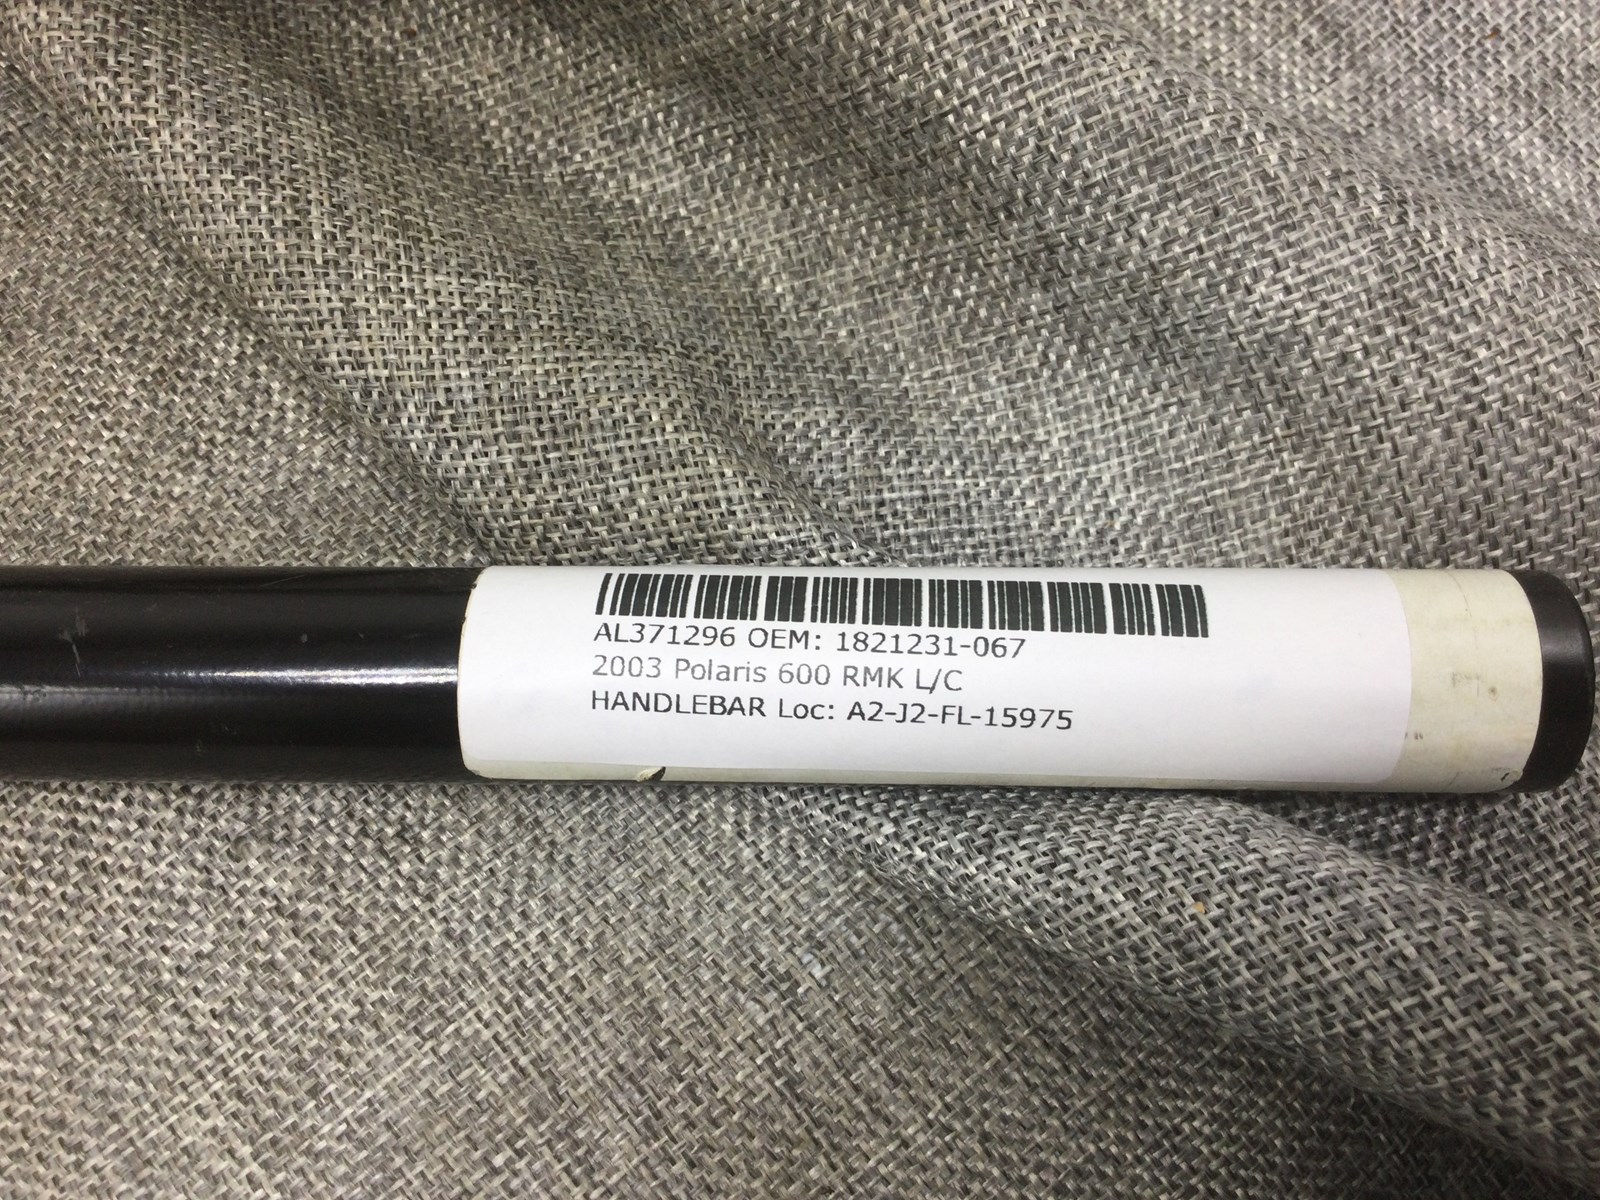 AL371296 OEM: 1821231-067
2003 Polaris 600 RMK L/C
HANDLEBAR Loc: A2-J2-FL-15975